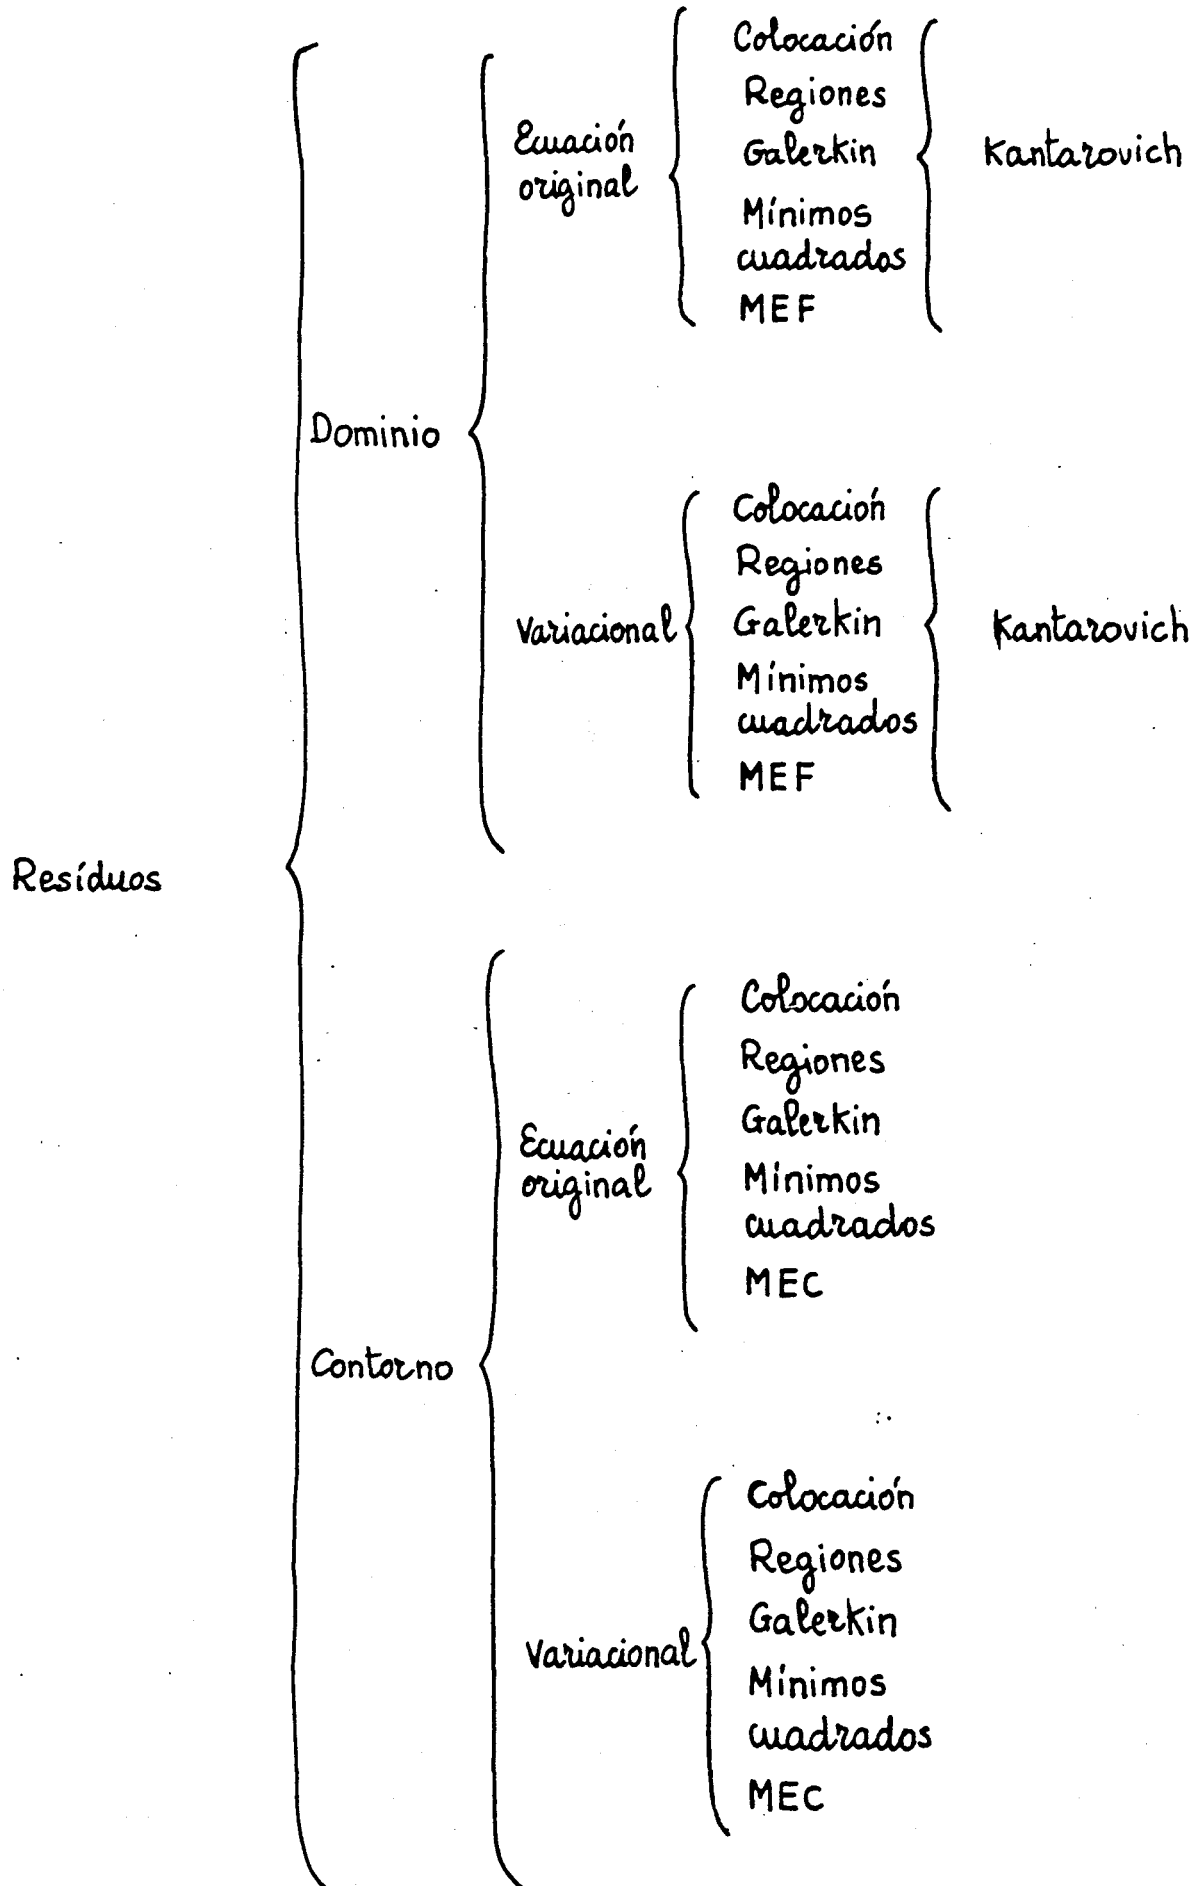 Resíduos
Dominio
Ecuación
original
Colocación
Regiones
Galerkin
Mínimos
cuadrados
MEF
Kantarovich
Variacional
Colocación
Regiones
Galerkin
Mínimos
cuadrados
MEF
Kantarovich
Contorno
Ecuación
original
Colocación
Regiones
Galerkin
Mínimos
cuadrados
MEC
Variacional
Colocación
Regiones
Galerkin
Mínimos
cuadrados
MEC